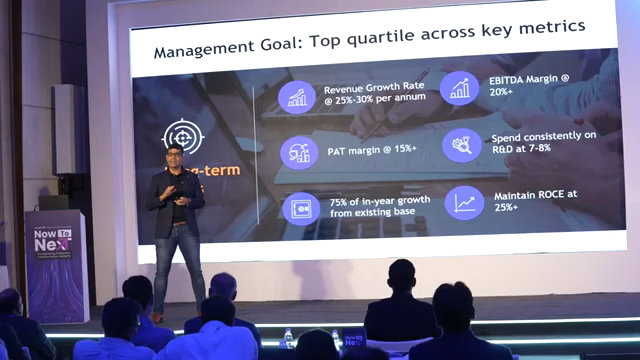 Management Goal: Top quartile across key metrics
Revenue Growth Rate
@ 25%-30% per annum
EBITDA Margin @
20%+
PAT margin @ 15%+
Spend consistently on
R&D at 7-8%
75% of in-year growth
from existing base
Maintain ROCE at
25%+
g-term
Now To
Next